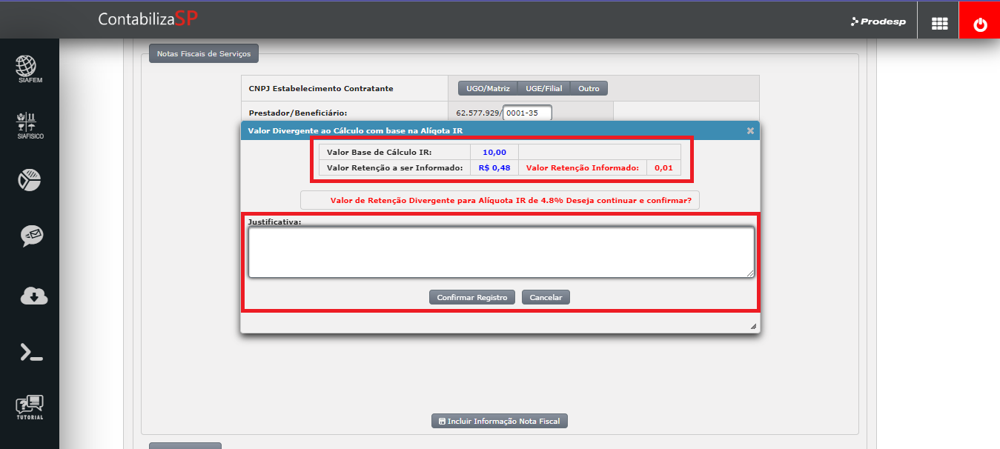 ContabilizaSP
Prodesp
SIAFEM
SIAFISICO
TUTORIAL
Notas Fiscais de Serviços
CNPJ Estabelecimento Contratante UGO/Matriz UGE/Filial Outro
Prestador/Beneficiário: 62.577.929/ 0001-35
Valor Divergente ao Cálculo com base na Alíqota IR
Valor Base de Cálculo IR: 10,00
Valor Retenção a ser Informado: R$ 0,48 Valor Retenção Informado: 0,01
Valor de Retenção Divergente para Alíquota IR de 4.8% Deseja continuar e confirmar?
Justificativa:
Confirmar Registro Cancelar
Incluir Informação Nota Fiscal